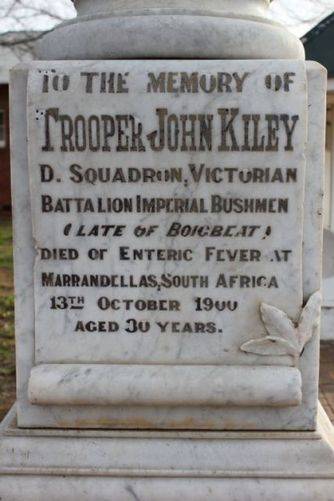 TO THE MEMORY OF
TROOPER JOHN KILEY
D. SQUADRON, VICTORIAN
BATTALION IMPERIAL BUSHMEN
(LATE OF BOIGBEAT)
DIED OF ENTERIC FEVER AT
MARRANDELLAS, SOUTH AFRICA
13TH OCTOBER 1900
AGED 30 YEARS.